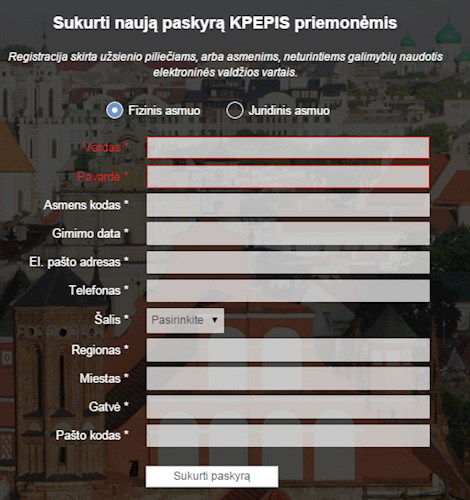 Sukurti naują paskyrą KPEPIS priemonėmis
Registracija skirta užsienio piliečiams, arba asmenims, neturintiems galimybių naudotis
elektroninės valdžios vartais.
Fizinis asmuo Juridinis asmuo
Vardas *
Pavardė *
Asmens kodas *
Gimimo data *
El. pašto adresas *
Telefonas *
Šalis * Pasirinkite ▼
Regionas *
Miestas *
Gatvė *
Pašto kodas *
Sukurti paskyrą